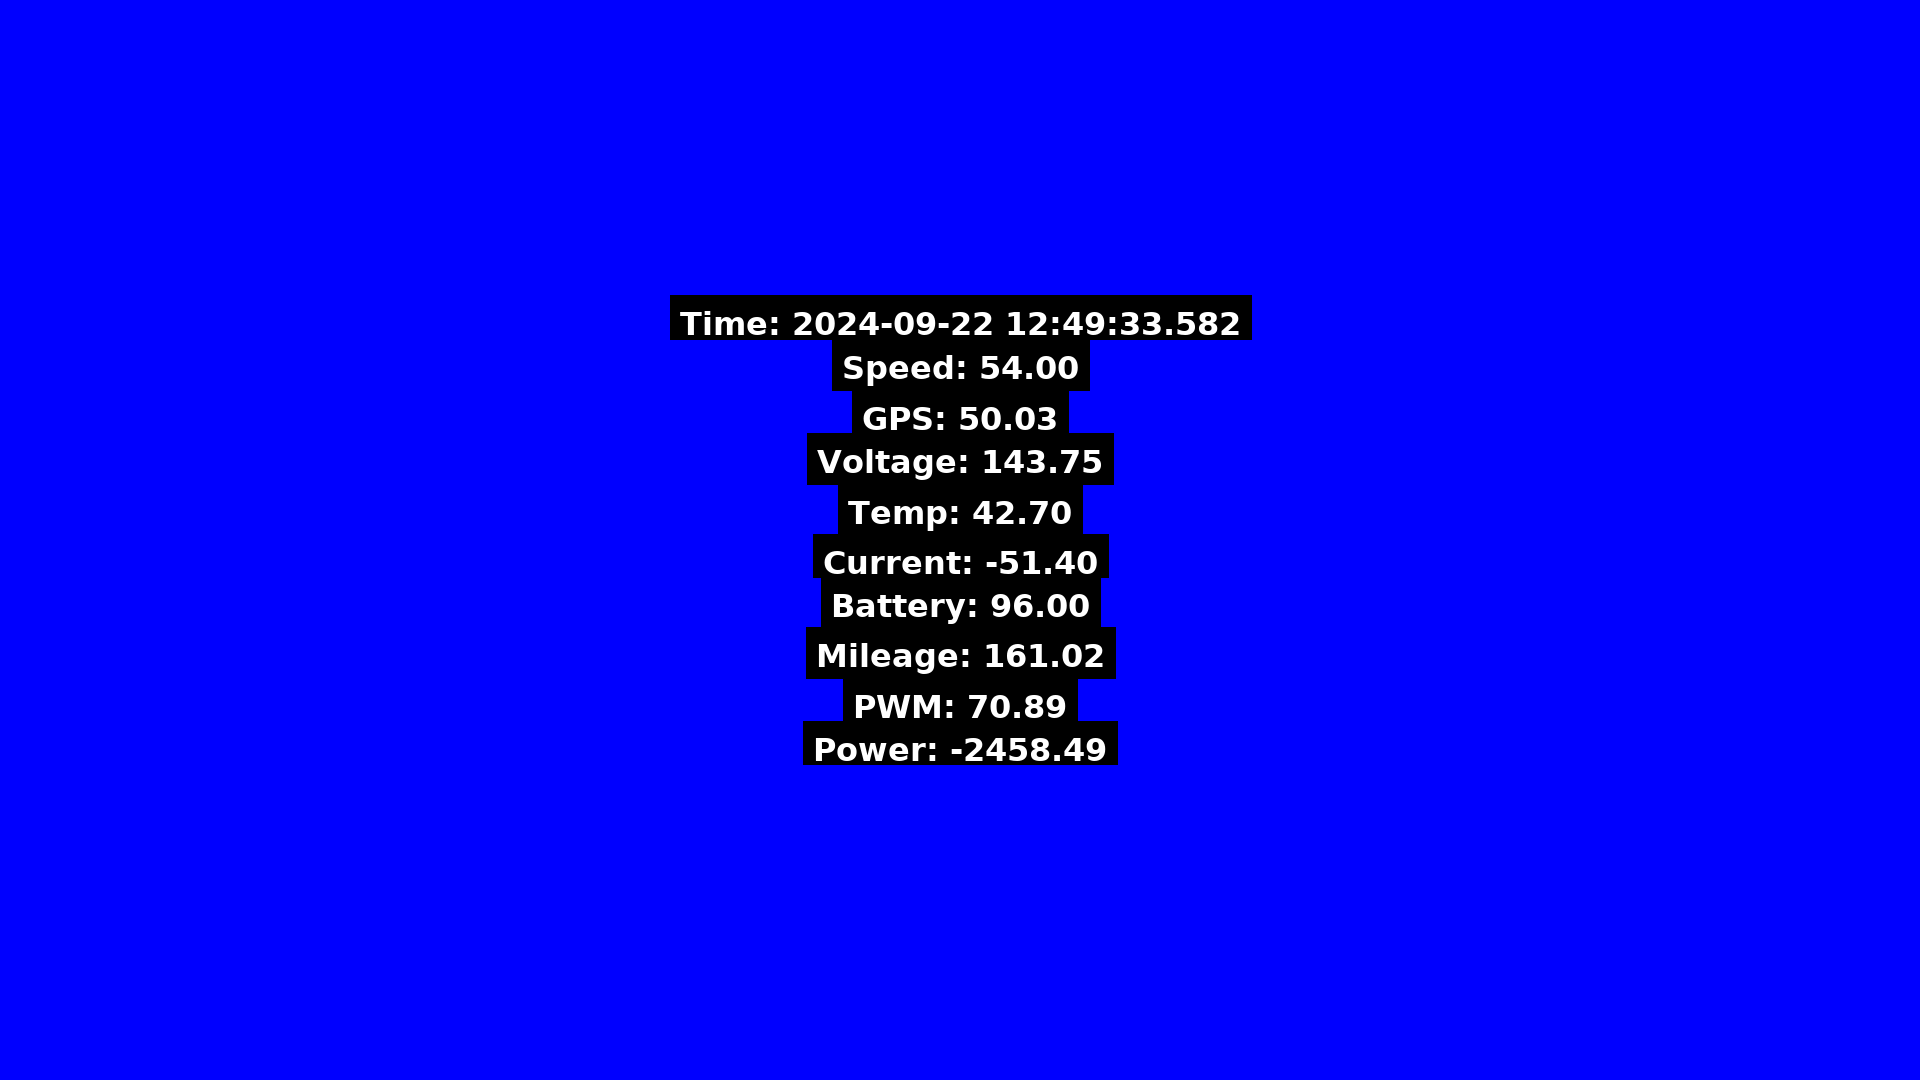 Time: 2024-09-22 12:49:33.582
Speed: 54.00
GPS: 50.03
Voltage: 143.75
Temp: 42.70
Current: -51.40
Battery: 96.00
Mileage: 161.02
PWM: 70.89
Power: -2458.49